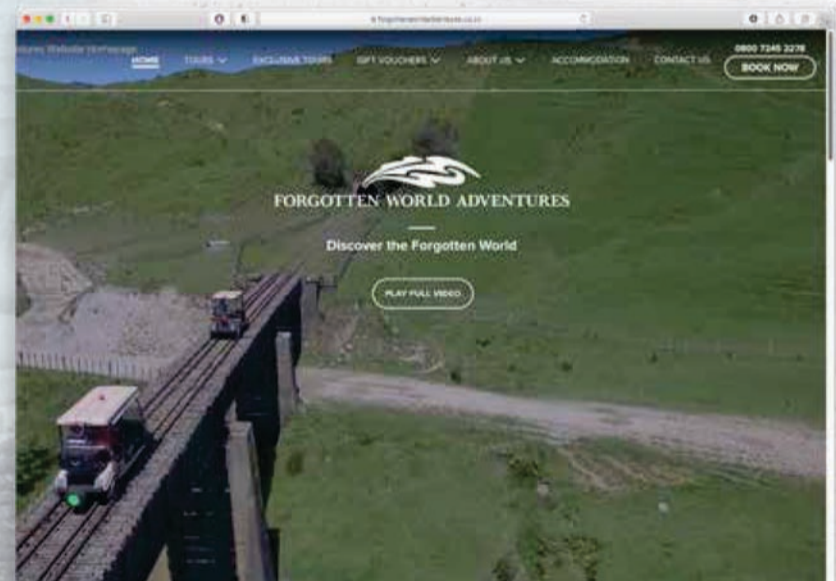 HOME
TOURS
EXCLUSIVE TOURS
GIFT VOUCHERS
ABOUT US
ACCOMMODATION
CONTACT US
0800 7245 2278
BOOK NOW
FORGOTTEN WORLD ADVENTURES
Discover the Forgotten World
PLAY FULL VIDEO